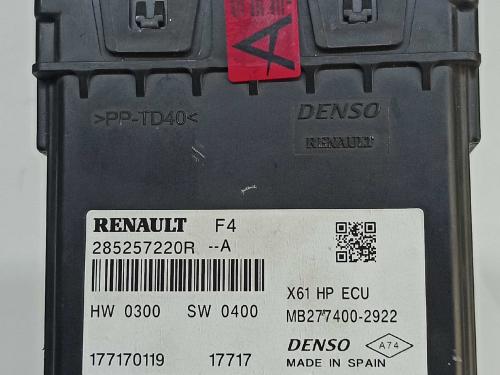 A
>PP-TD40<
DENSO
RENAULT
RENAULT F4
285257220R --A
X61 HP ECU
HW 0300 SW 0400
MB277400-2922
DENSO A74
177170119 17717
MADE IN SPAIN